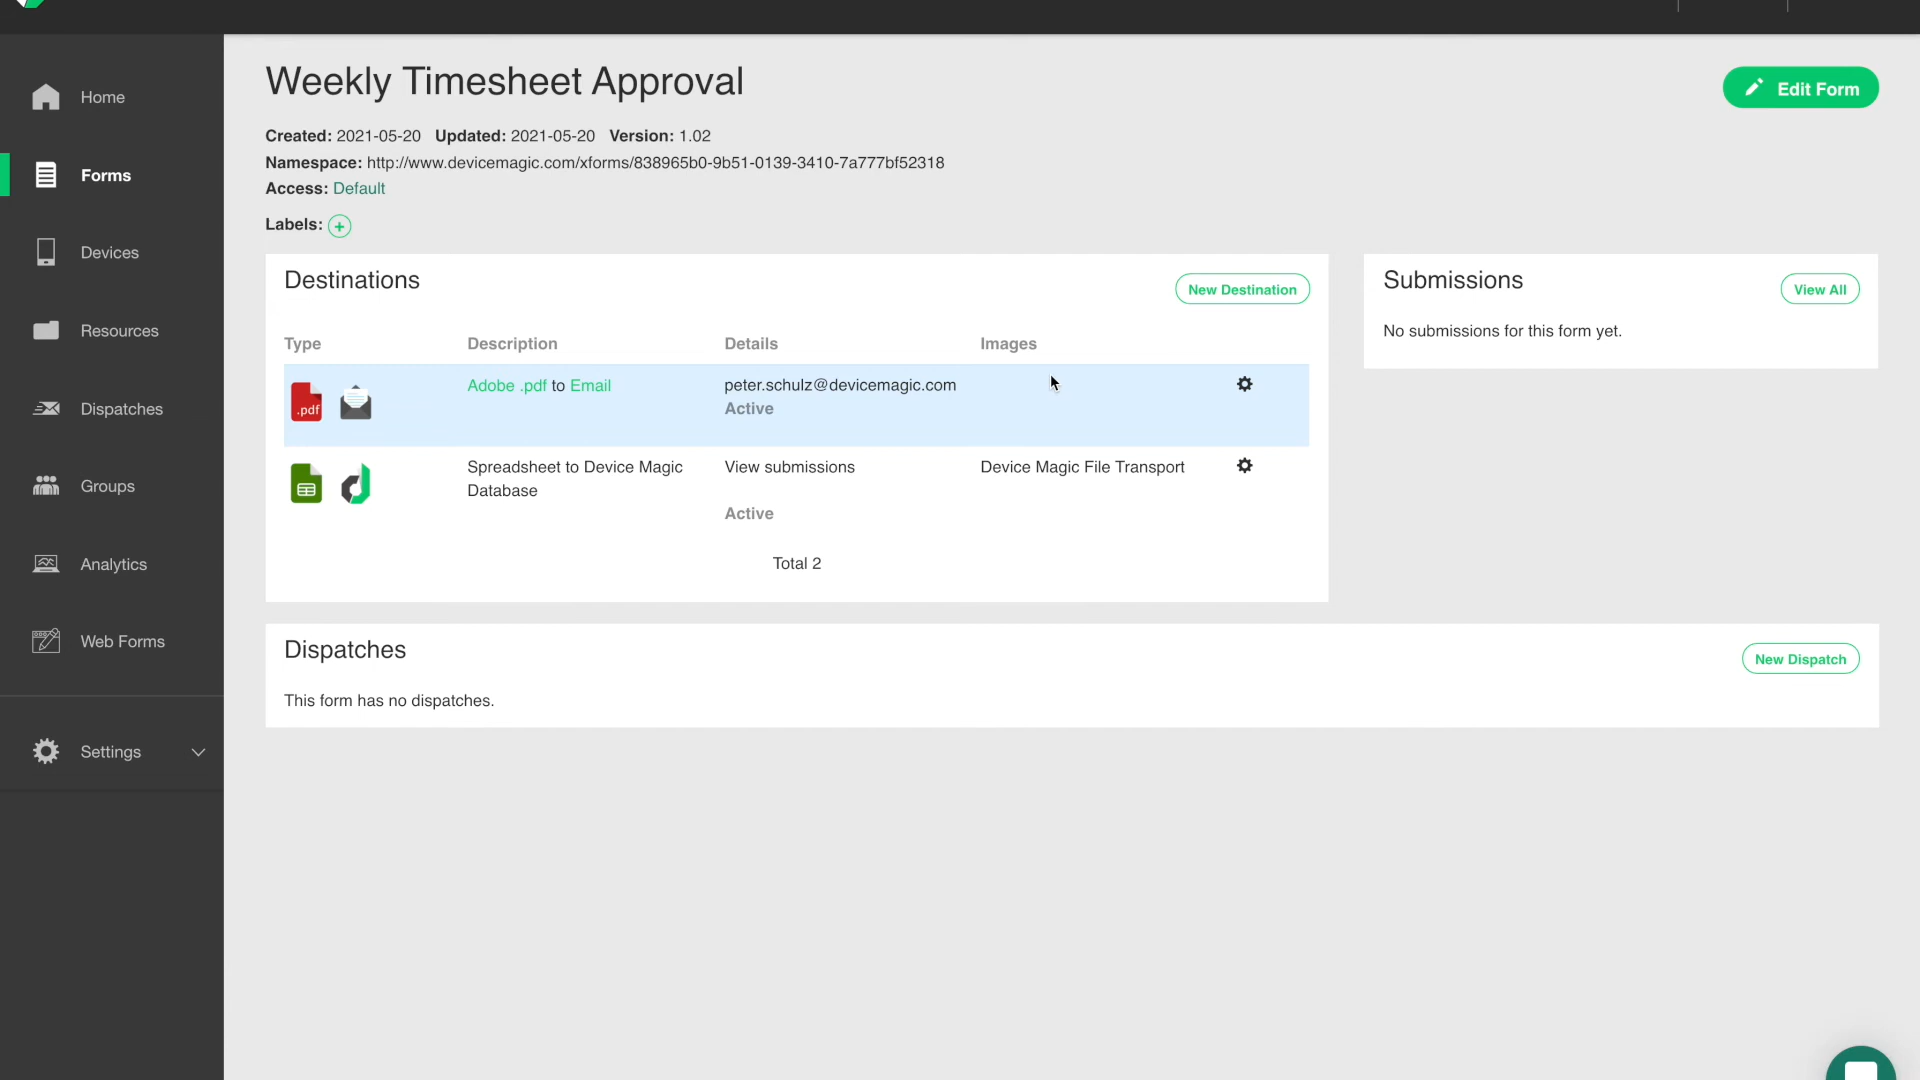 Home
Forms
Devices
Resources
Dispatches
Groups
Analytics
Web Forms
Settings
Weekly Timesheet Approval
Edit Form
Created: 2021-05-20 Updated: 2021-05-20 Version: 1.02
Namespace: http://www.devicemagic.com/xforms/838965b0-9b51-0139-3410-7a777bf52318
Access: Default
Labels:
Destinations
New Destination
Type Description Details Images
.pdf Adobe .pdf to Email peter.schulz@devicemagic.com
Active
Spreadsheet to Device Magic View submissions Device Magic File Transport
Database
Active
Total 2
Submissions
View All
No submissions for this form yet.
Dispatches
New Dispatch
This form has no dispatches.